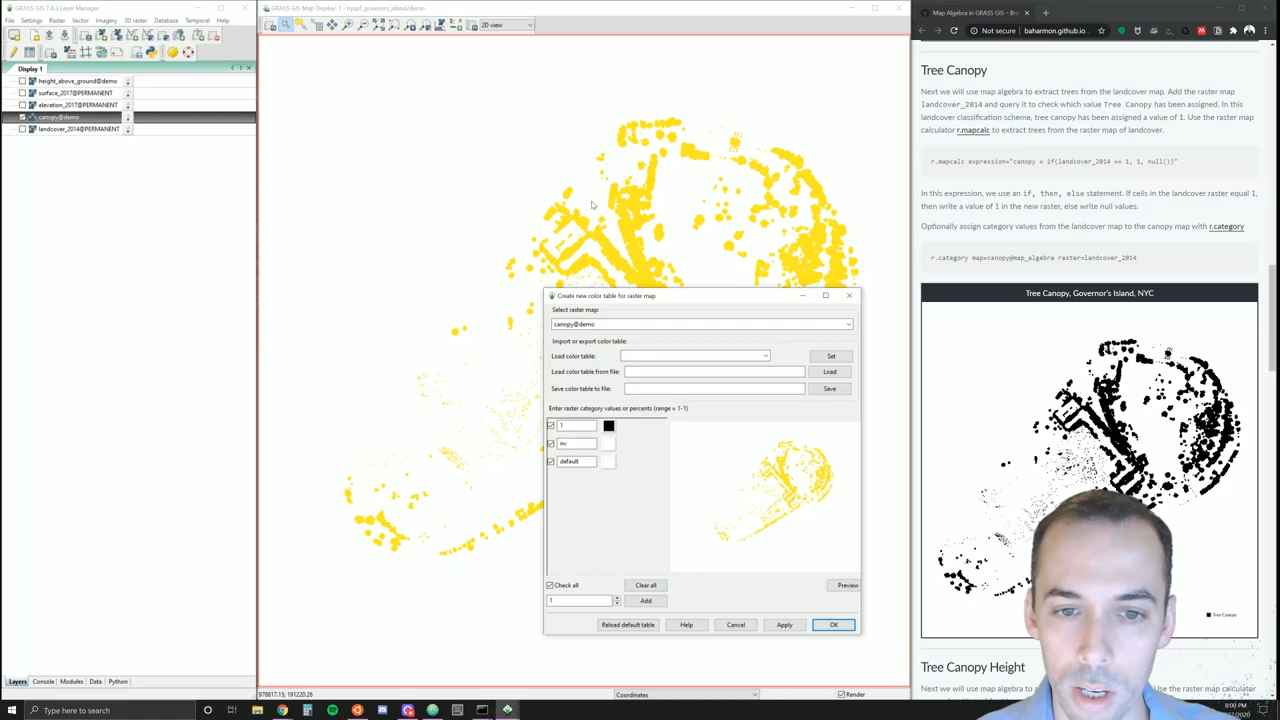 GRASS GIS 7.8.3 Layer Manager
File Settings Raster Vector Imagery 3D raster Database Temporal Help
Display 1
height_above_ground@demo
surface_2017@PERMANENT
elevation_2017@PERMANENT
canopy@demo
landcover_2014@PERMANENT
Layers Console Modules Data Python
GRASS GIS Map Display: 1 - nyspf_governors_island/demo
2D view
Create new color table for raster map
Select raster map:
canopy@demo
Import or export color table:
Load color table: Set
Load color table from file: Load
Save color table to file: Save
Enter raster category values or percents (range = 1-1)
1
nv
default
Check all Clear all Preview
1 Add
Reload default table Help Cancel Apply OK
978817.15; 191220.26 Coordinates Render
Map Algebra in GRASS GIS - Br
Not secure | baharmon.github.io...
Tree Canopy
Next we will use map algebra to extract trees from the landcover map. Add the raster map
landcover_2014 and query it to check which value Tree Canopy has been assigned. In this
landcover classification scheme, tree canopy has been assigned a value of 1. Use the raster map
calculator r.mapcalc to extract trees from the raster map of landcover.
r.mapcalc expression="canopy = if(landcover_2014 == 1, 1, null())"
In this expression, we use an if, then, else statement. If cells in the landcover raster equal 1,
then write a value of 1 in the new raster, else write null values.
Optionally assign category values from the landcover map to the canopy map with r.category
r.category map=canopy@map_algebra raster=landcover_2014
Tree Canopy, Governor's Island, NYC
Tree Canopy
Tree Canopy Height
Next we will use map algebra to
Use the raster map
Type here to search
8:00 PM